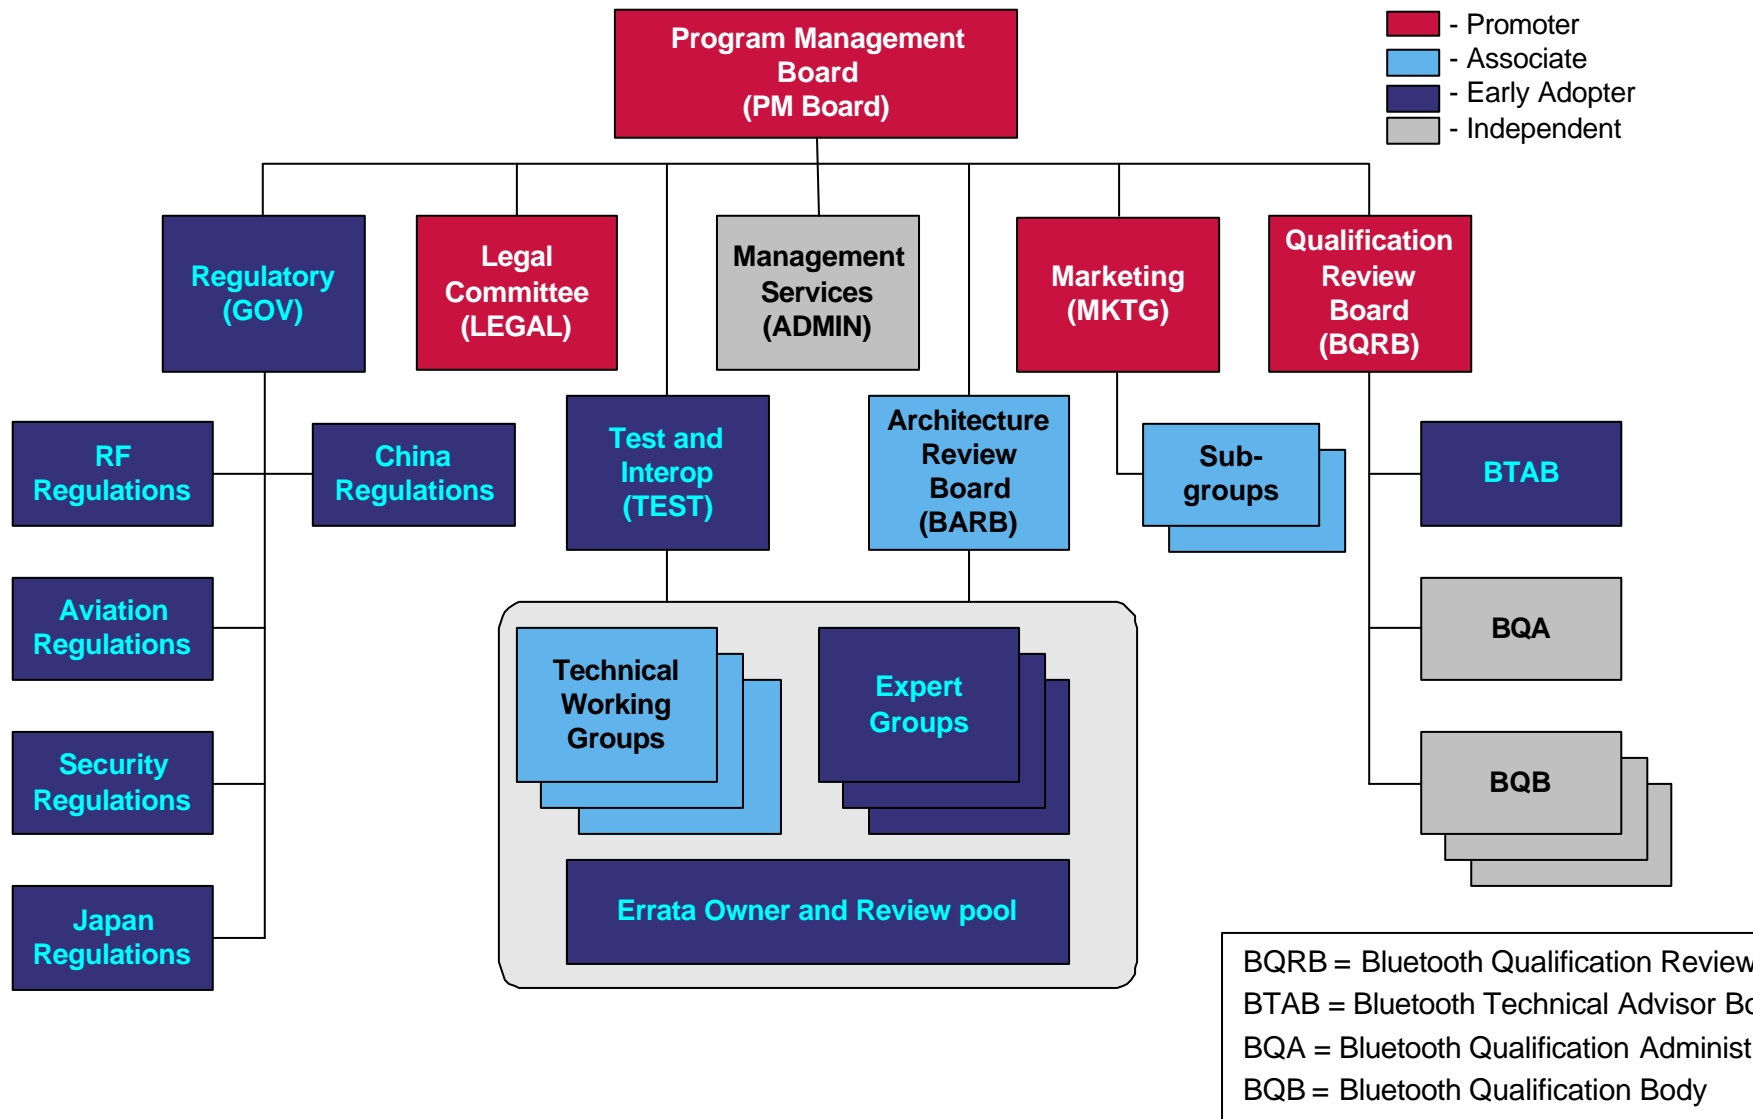 Program Management
Board
(PM Board)
- Promoter
- Associate
- Early Adopter
- Independent
Regulatory
(GOV)
Legal
Committee
(LEGAL)
Management
Services
(ADMIN)
Marketing
(MKTG)
Qualification
Review
Board
(BQRB)
RF
Regulations
China
Regulations
Test and
Interop
(TEST)
Architecture
Review
Board
(BARB)
Sub-
groups
BTAB
Aviation
Regulations
Technical
Working
Groups
Expert
Groups
BQA
Security
Regulations
BQB
Japan
Regulations
Errata Owner and Review pool
BQRB = Bluetooth Qualification Review
BTAB = Bluetooth Technical Advisor
BQA = Bluetooth Qualification
BQB = Bluetooth Qualification Body